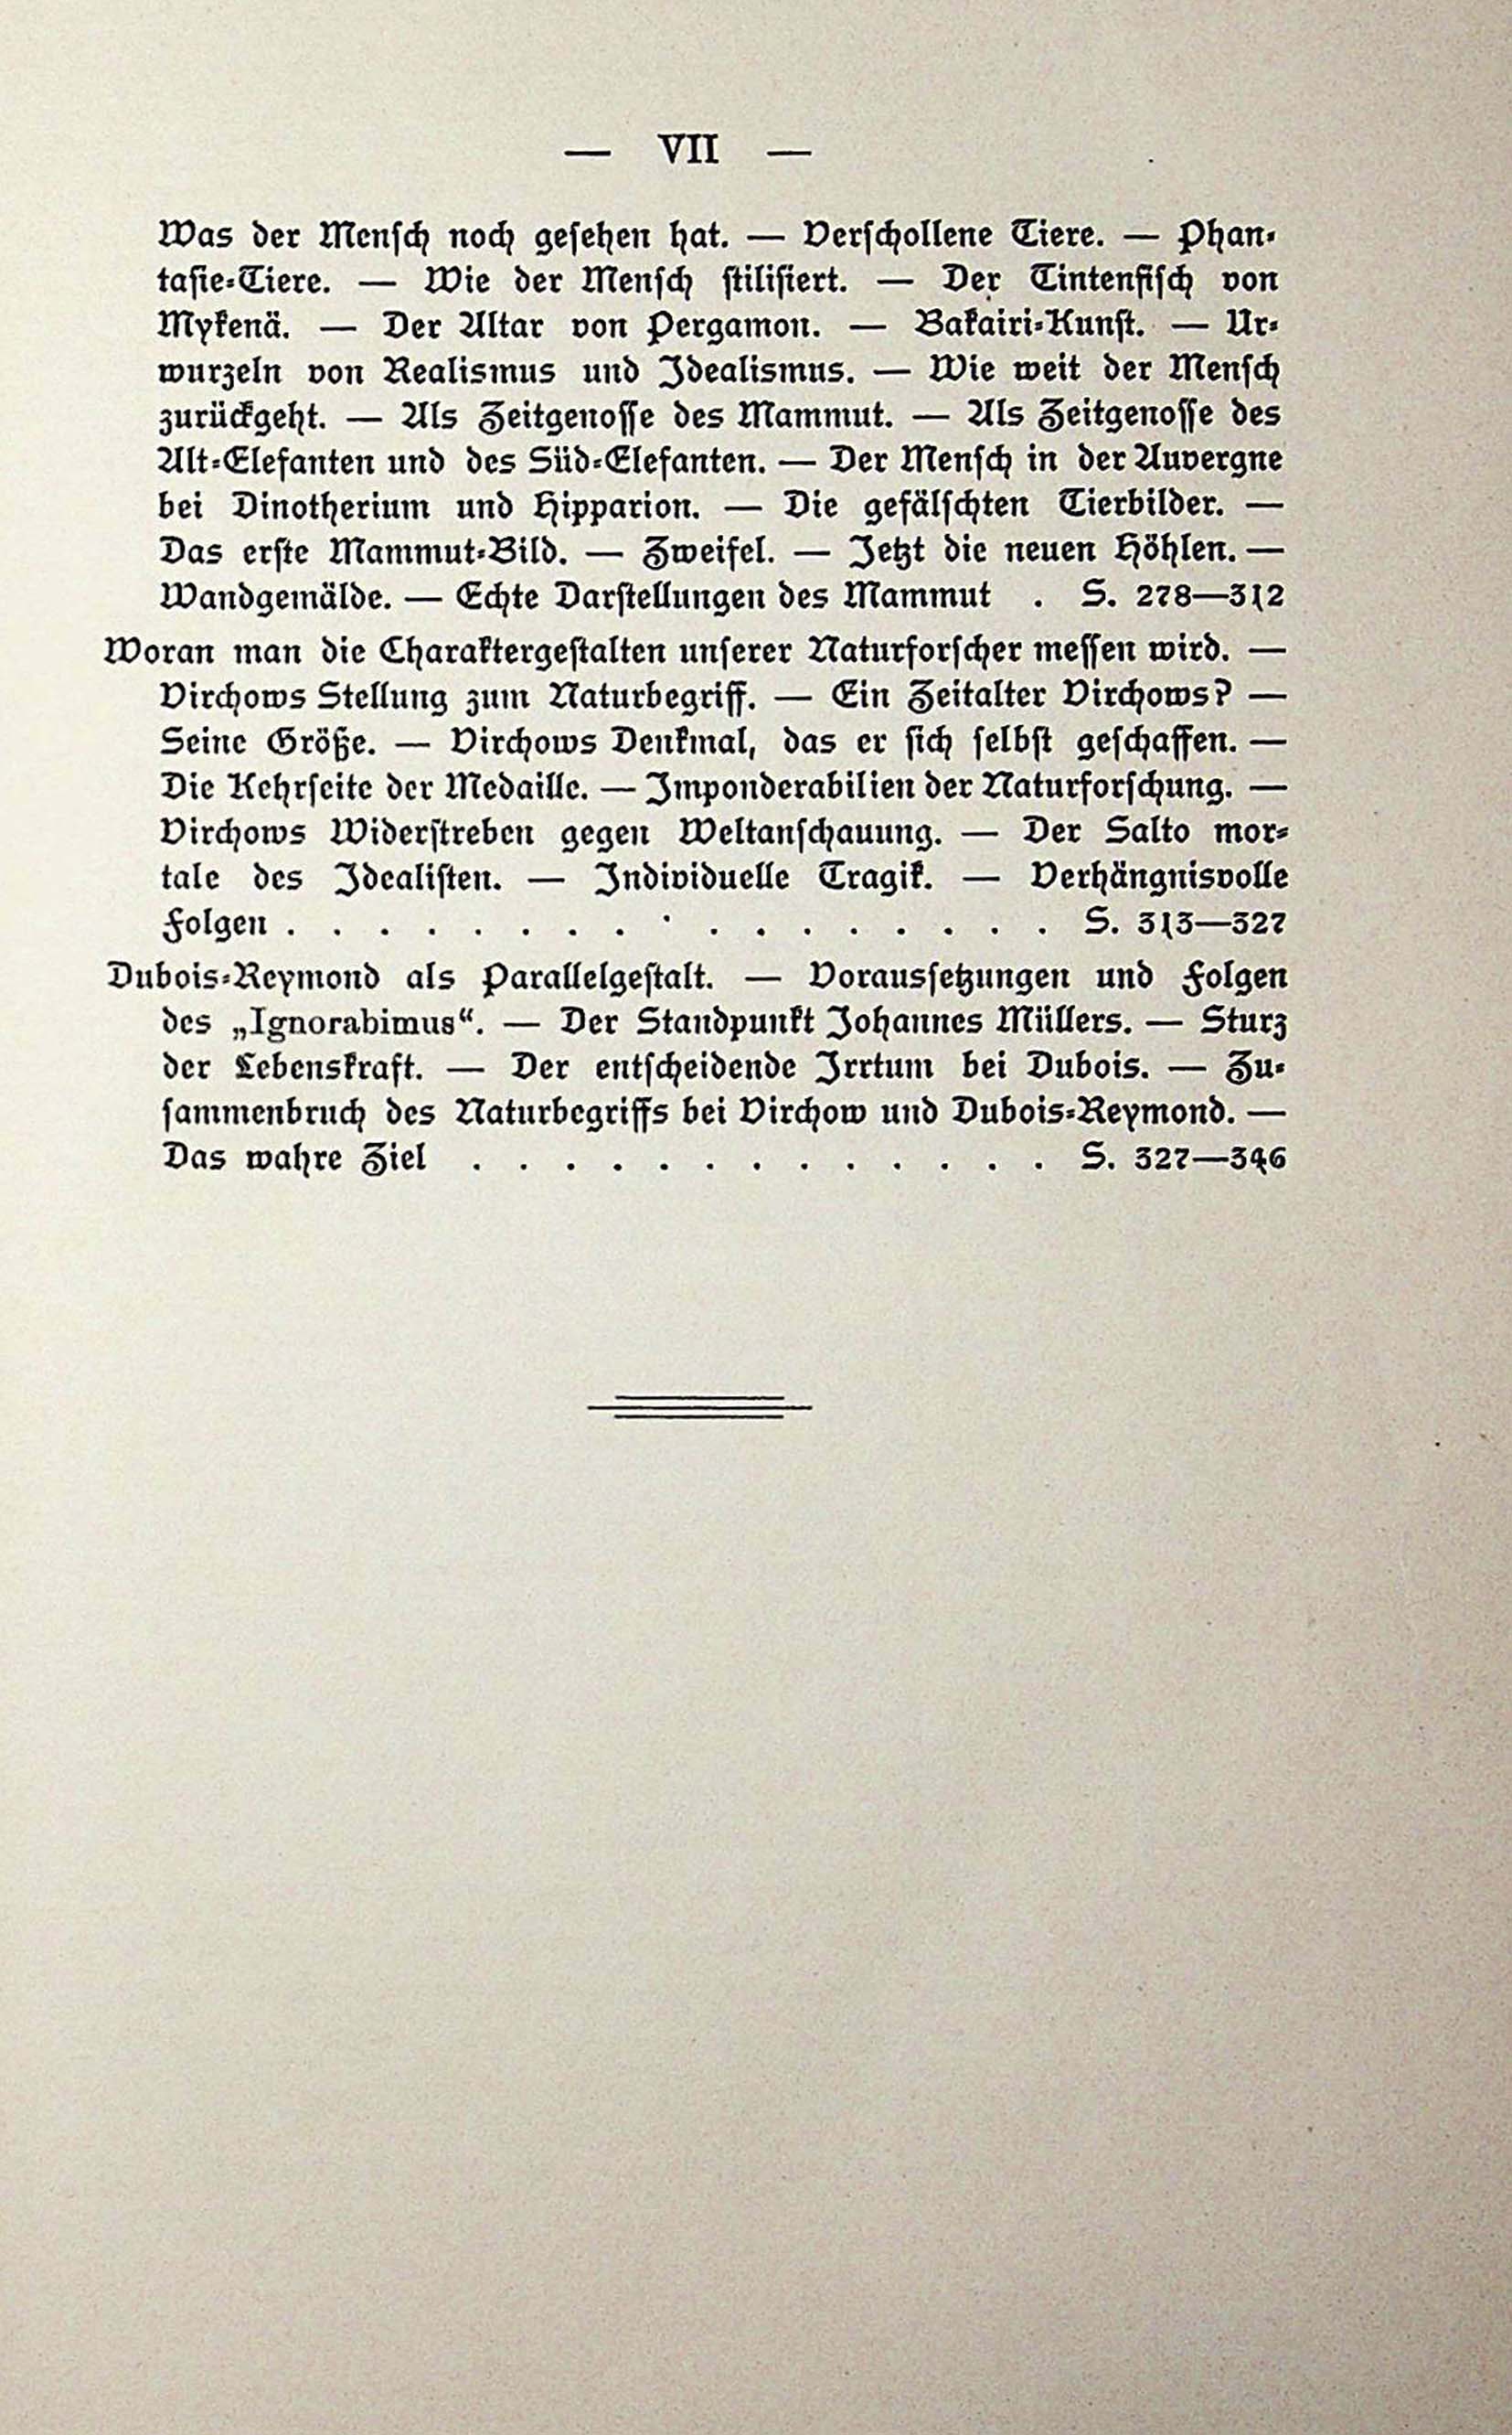 — VII —
Was der Menſch noch geſehen hat. — Verſchollene Tiere. — Phan-
taſie-Tiere. — Wie der Menſch ſtiliſiert. — Der Tintenfiſch von
Mykenä. — Der Altar von Pergamon. — Bakairi-Kunſt. — Ur-
wurzeln von Realismus und Idealismus. — Wie weit der Menſch
zurückgeht. — Als Zeitgenoſſe des Mammut. — Als Zeitgenoſſe des
Alt-Elefanten und des Süd-Elefanten. — Der Menſch in der Auvergne
bei Dinotherium und Hipparion. — Die gefälſchten Tierbilder. —
Das erſte Mammut-Bild. — Zweifel. — Jetzt die neuen Höhlen. —
Wandgemälde. — Echte Darſtellungen des Mammut . S. 278—312
Woran man die Charaktergeſtalten unſerer Naturforſcher meſſen wird. —
Virchows Stellung zum Naturbegriff. — Ein Zeitalter Virchows? —
Seine Größe. — Virchows Denkmal, das er ſich ſelbſt geſchaffen. —
Die Kehrſeite der Medaille. — Imponderabilien der Naturforſchung. —
Virchows Widerſtreben gegen Weltanſchauung. — Der Salto mor-
tale des Idealiſten. — Individuelle Tragik. — Verhängnisvolle
Folgen . . . . . . . . . . . . . . . . . S. 313—327
Dubois-Reymond als Parallelgeſtalt. — Vorausſetzungen und Folgen
des „Ignorabimus“. — Der Standpunkt Johannes Müllers. — Sturz
der Lebenskraft. — Der entſcheidende Irrtum bei Dubois. — Zu-
ſammenbruch des Naturbegriffs bei Virchow und Dubois-Reymond. —
Das wahre Ziel . . . . . . . . . . . . . S. 327—346